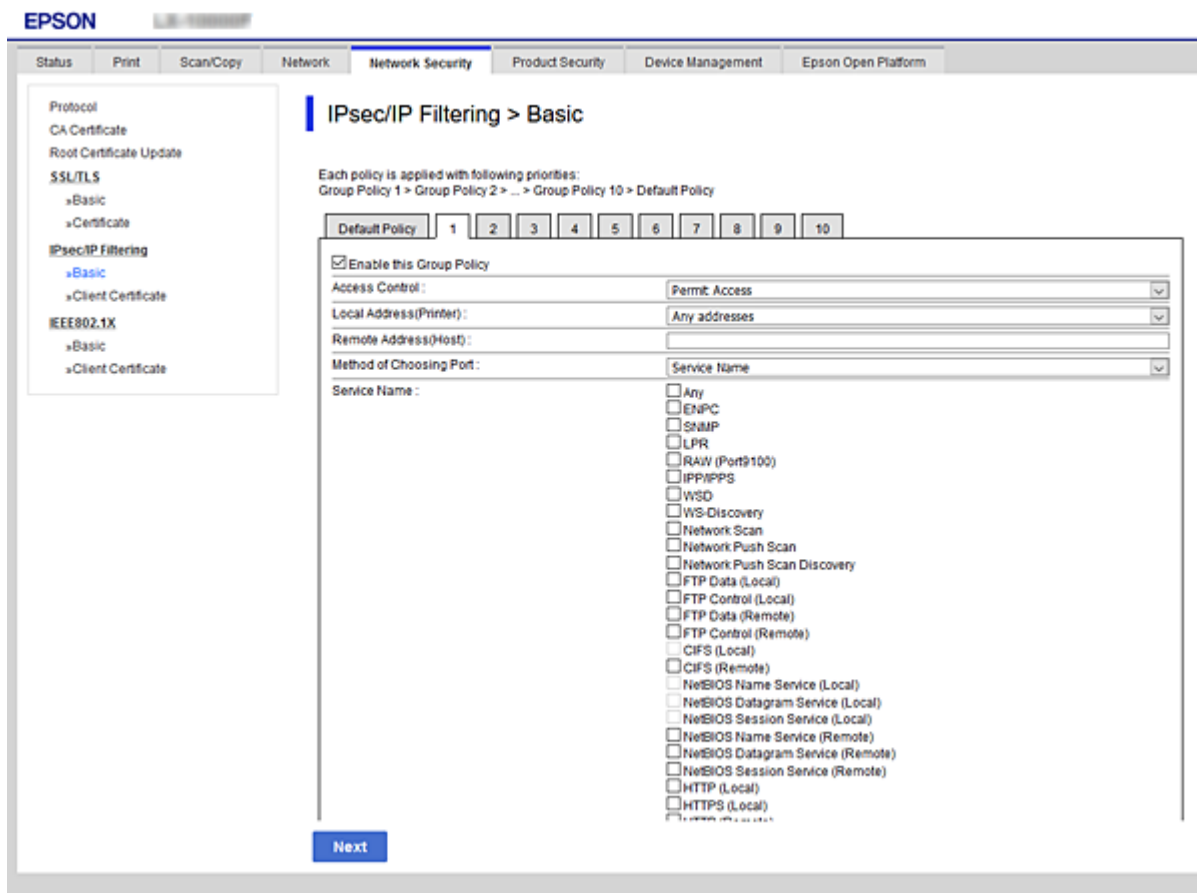 EPSON
Status Print Scan/Copy Network Network Security Product Security Device Management Epson Open Platform
Protocol
CA Certificate
Root Certificate Update
SSL/TLS
»Basic
»Certificate
IPsec/IP Filtering
»Basic
»Client Certificate
IEEE802.1X
»Basic
»Client Certificate
IPsec/IP Filtering > Basic
Each policy is applied with following priorities:
Group Policy 1 > Group Policy 2 > ... > Group Policy 10 > Default Policy
Default Policy 1 2 3 4 5 6 7 8 9 10
Enable this Group Policy
Access Control : Permit Access
Local Address(Printer) : Any addresses
Remote Address(Host) :
Method of Choosing Port : Service Name
Service Name : Any
ENPC
SNMP
LPR
RAW (Port9100)
IPP/IPPS
WSD
WS-Discovery
Network Scan
Network Push Scan
Network Push Scan Discovery
FTP Data (Local)
FTP Control (Local)
FTP Data (Remote)
FTP Control (Remote)
CIFS (Local)
CIFS (Remote)
NetBIOS Name Service (Local)
NetBIOS Datagram Service (Local)
NetBIOS Session Service (Local)
NetBIOS Name Service (Remote)
NetBIOS Datagram Service (Remote)
NetBIOS Session Service (Remote)
HTTP (Local)
HTTPS (Local)
Next